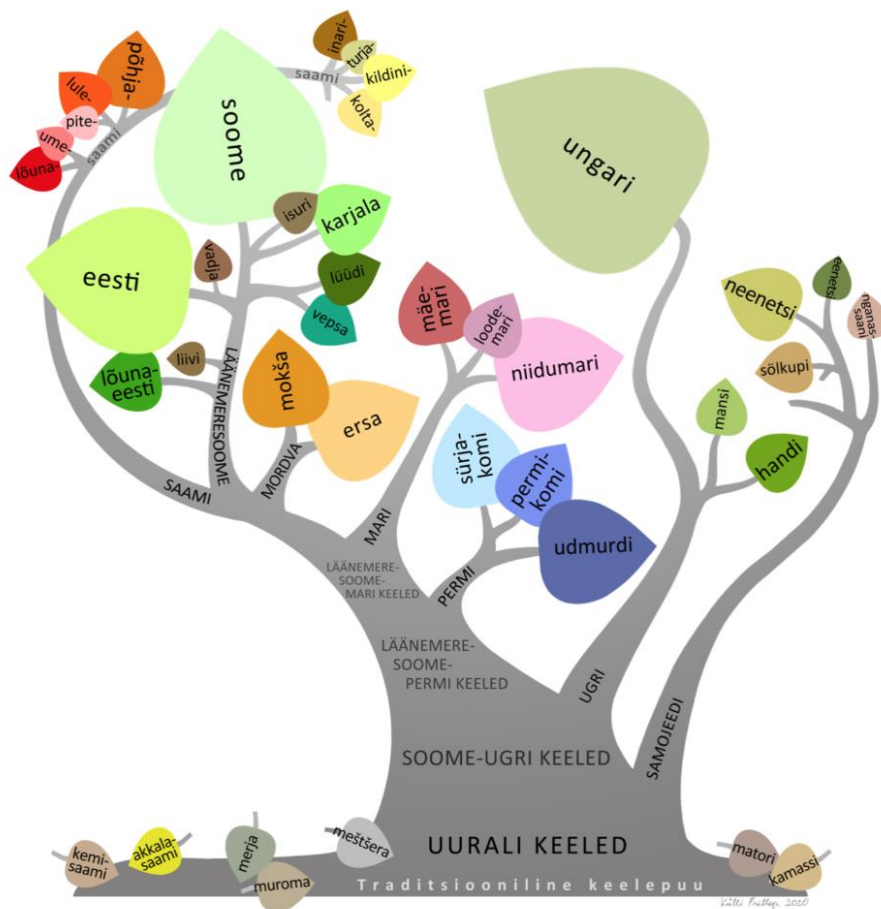 põhja-
lule-
pite-
ume-
lõuna-
saami
saami
inari-
turja-
kildini-
kolta-
soome
isuri
karjala
eesti
vadja
lüüdi
vepsa
liivi
lõuna-
eesti
LÄÄNEMERESOOME
SAAMI
mokša
ersa
MORDVA
mäe-
mari
loode-
mari
niidumari
MARI
sürja-
komi
permi-
komi
udmurdi
PERMI
ungari
mansi
handi
UGRI
neenetsi
eenetsi
nganas-
saani
sölkupi
SAMOJEEDI
LÄÄNEMERE-
SOOME-
MARI KEELED
LÄÄNEMERE-
SOOME-
PERMI KEELED
SOOME-UGRI KEELED
UURALI KEELED
kemi-
saami
akkala-
saami
merja
muroma
meštšera
matori
kamassi
Traditsiooniline keelepuu
2020